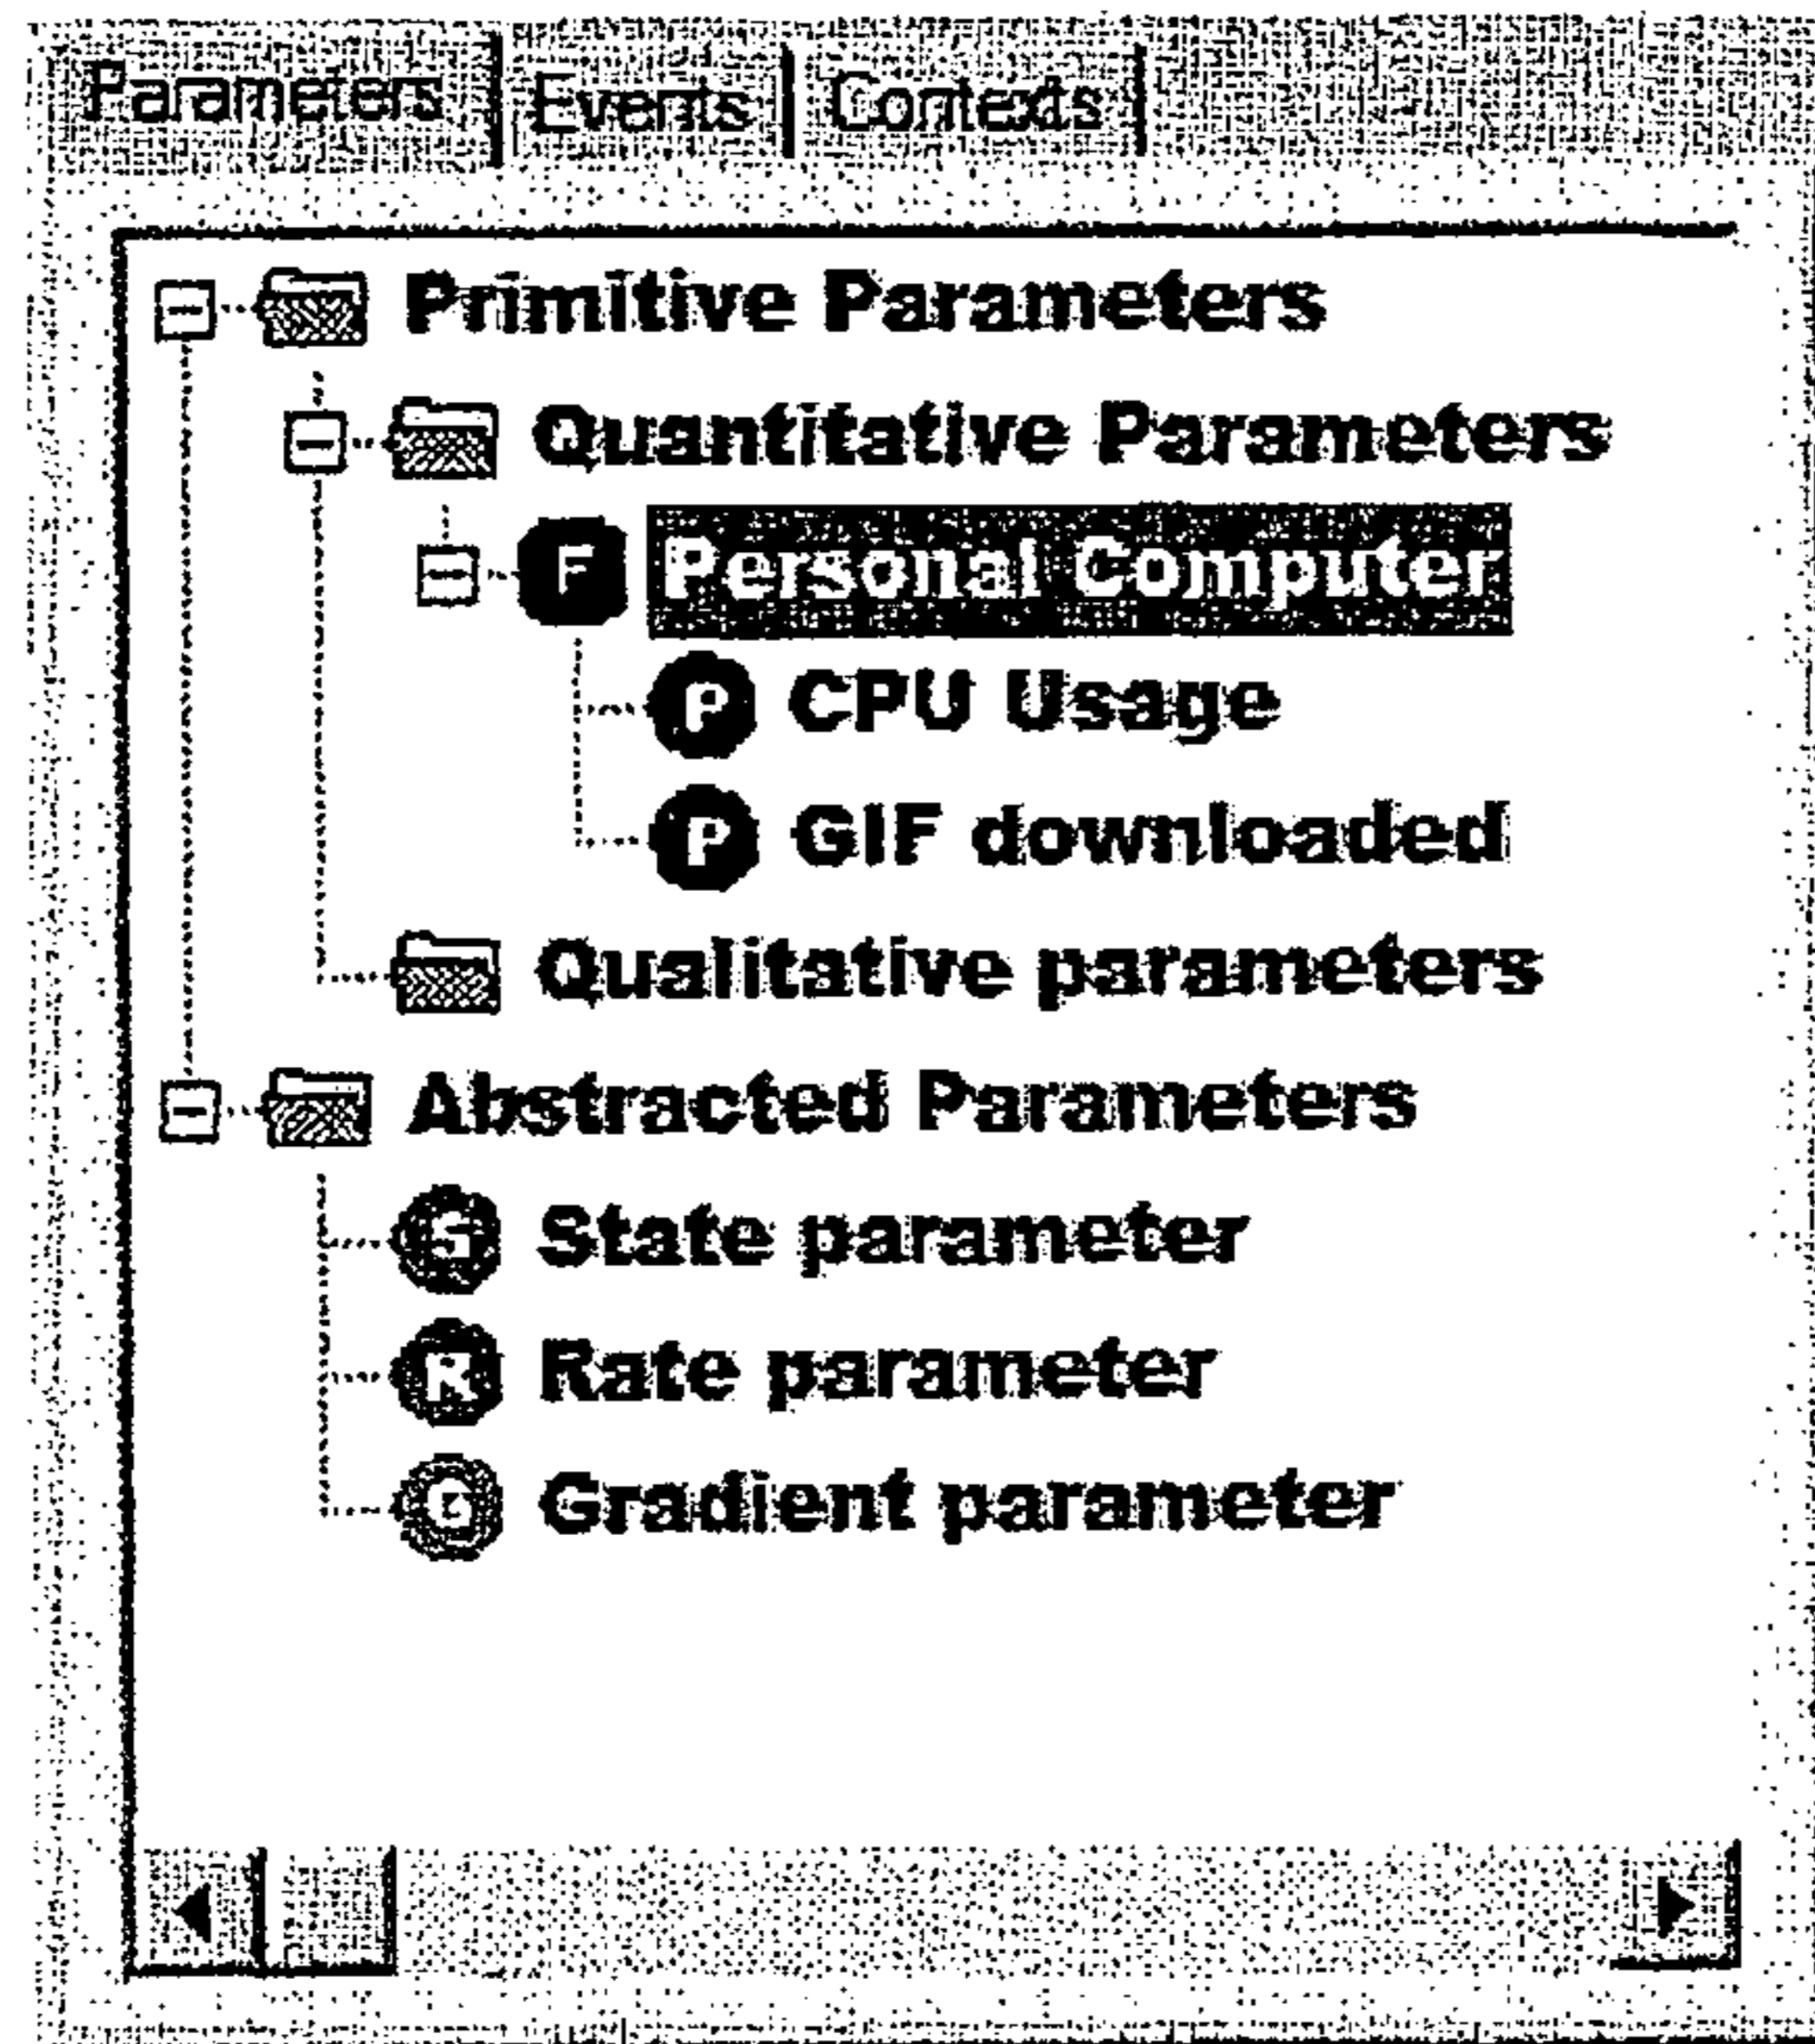 Parameters Events Contexts
Primitive Parameters
Quantitative Parameters
F Personal Computer
P CPU Usage
P GIF downloaded
Qualitative parameters
Abstracted Parameters
S State parameter
R Rate parameter
G Gradient parameter